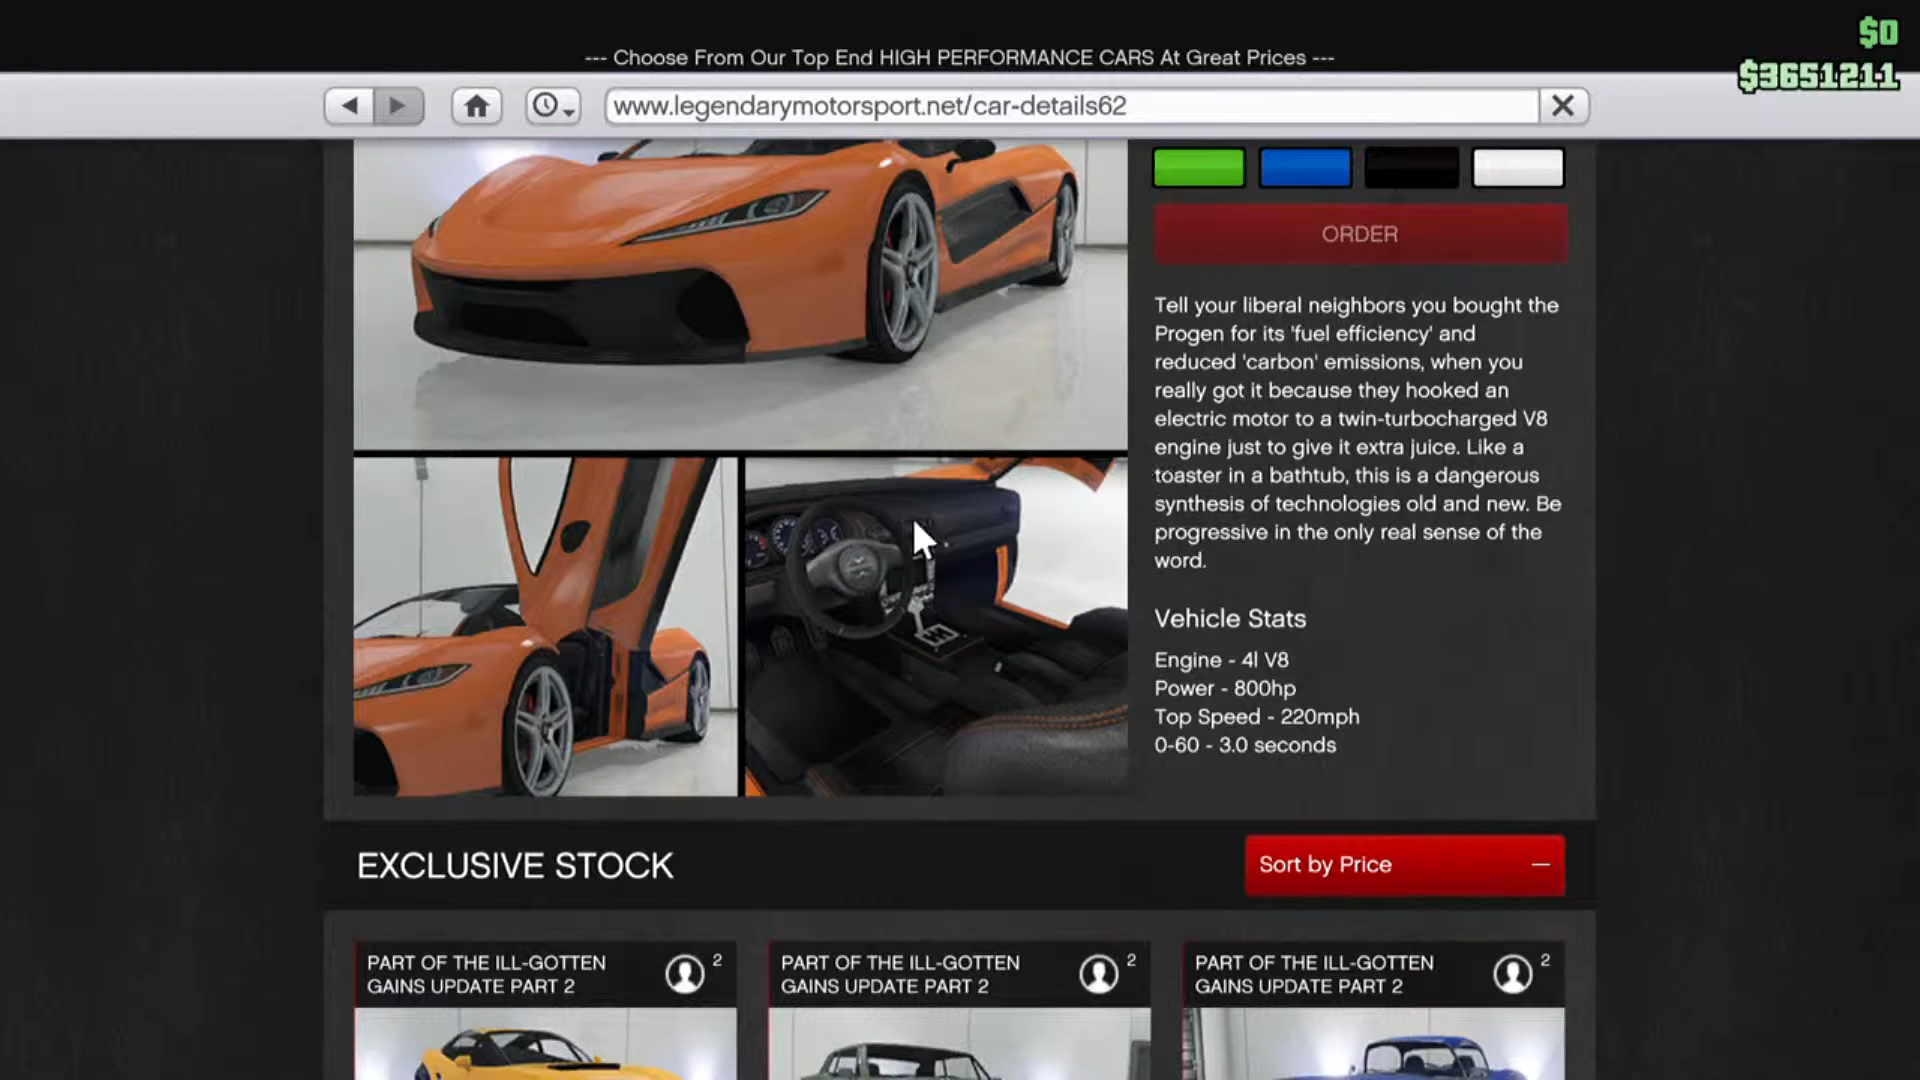 $0
--- Choose From Our Top End HIGH PERFORMANCE CARS At Great Prices ---
$3651211
www.legendarymotorsport.net/car-details62
ORDER
Tell your liberal neighbors you bought the
Progen for its 'fuel efficiency' and
reduced 'carbon' emissions, when you
really got it because they hooked an
electric motor to a twin-turbocharged V8
engine just to give it extra juice. Like a
toaster in a bathtub, this is a dangerous
synthesis of technologies old and new. Be
progressive in the only real sense of the
word.
Vehicle Stats
Engine - 4l V8
Power - 800hp
Top Speed - 220mph
0-60 - 3.0 seconds
EXCLUSIVE STOCK
Sort by Price
PART OF THE ILL-GOTTEN
GAINS UPDATE PART 2
2
PART OF THE ILL-GOTTEN
GAINS UPDATE PART 2
2
PART OF THE ILL-GOTTEN
GAINS UPDATE PART 2
2